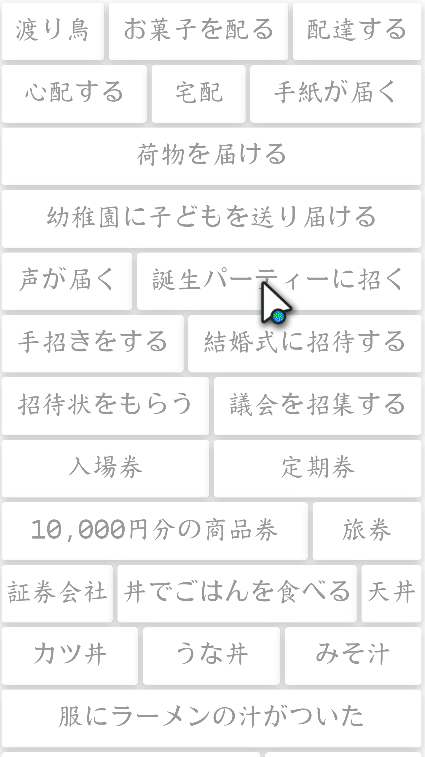 渡り鳥 お菓子を配る 配達する
心配する 宅配 手紙が届く
荷物を届ける
幼稚園に子どもを送り届ける
声が届く 誕生パーティーに招く
手招きをする 結婚式に招待する
招待状をもらう 議会を招集する
入場券 定期券
10,000円分の商品券 旅券
証券会社 丼でごはんを食べる 天丼
カツ丼 うな丼 みそ汁
服にラーメンの汁がついた